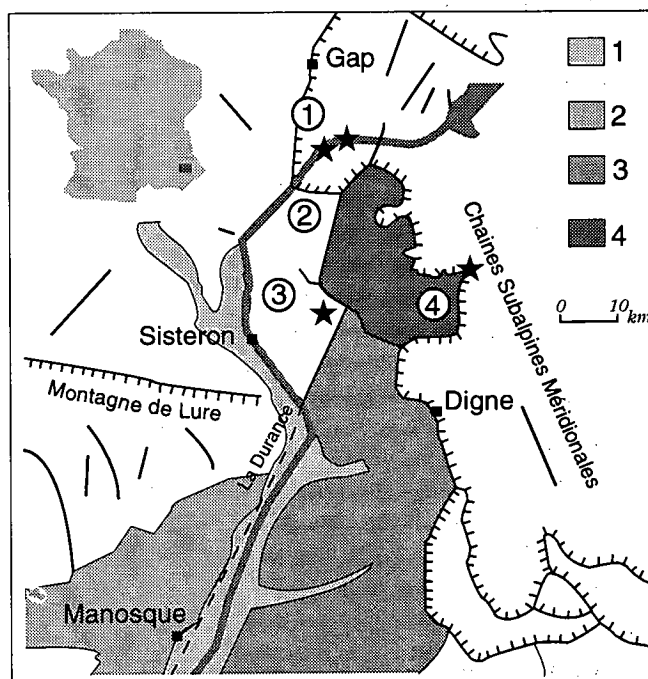 Gap
1
2
3
4
①
②
③
④
0 10 km
Chaines Subalpines Méridionales
Sisteron
Montagne de Lure
La Durance
Digne
Manosque